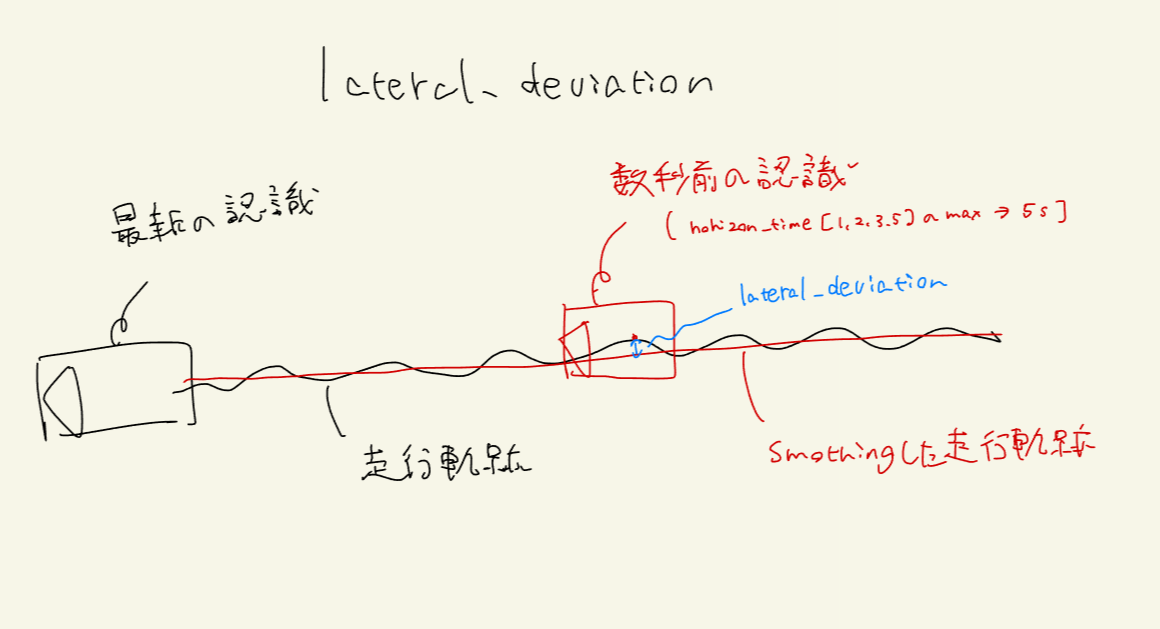 lateral_deviation
最新の認識
数秒前の認識
( horizon_time [1,2,3.5] の max → 5s ]
lateral_deviation
走行軌跡
Smothingした走行軌跡